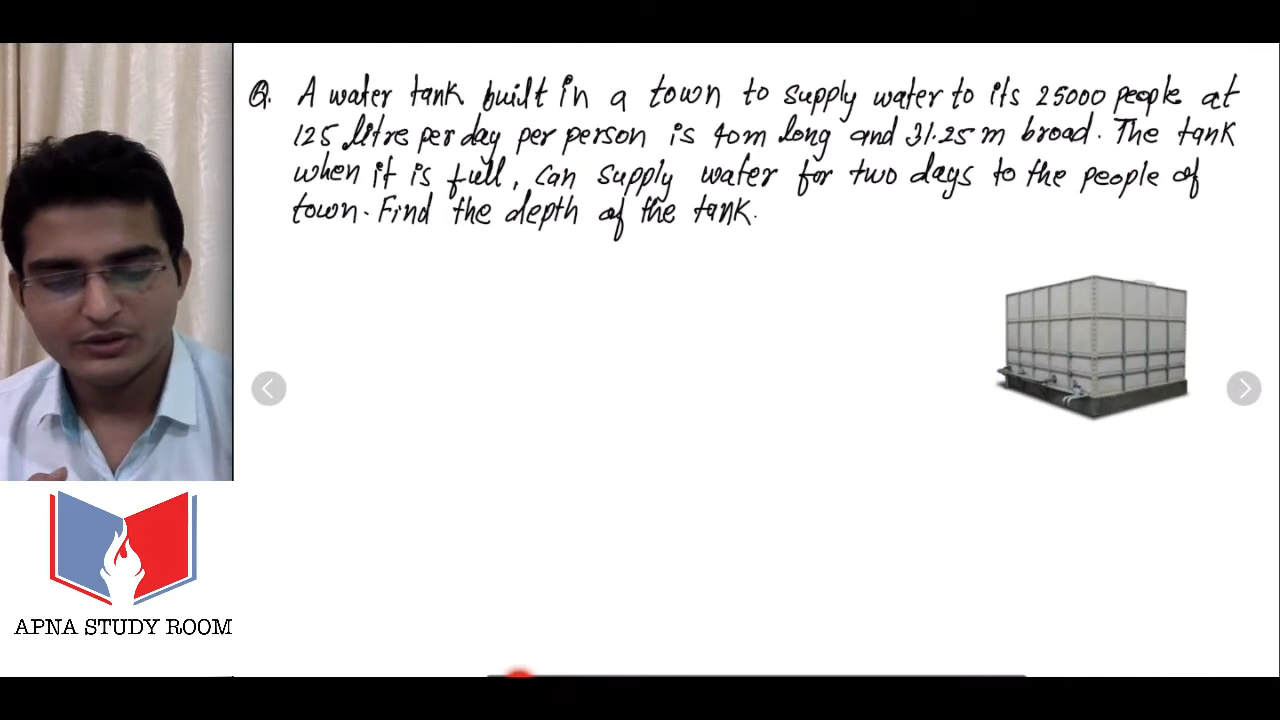 Q. A water tank built in a town to supply water to its 25000 people at
125 litre per day per person is 40m long and 31.25 m broad. The tank
when it is full, can supply water for two days to the people of
town. Find the depth of the tank.
APNA STUDY ROOM